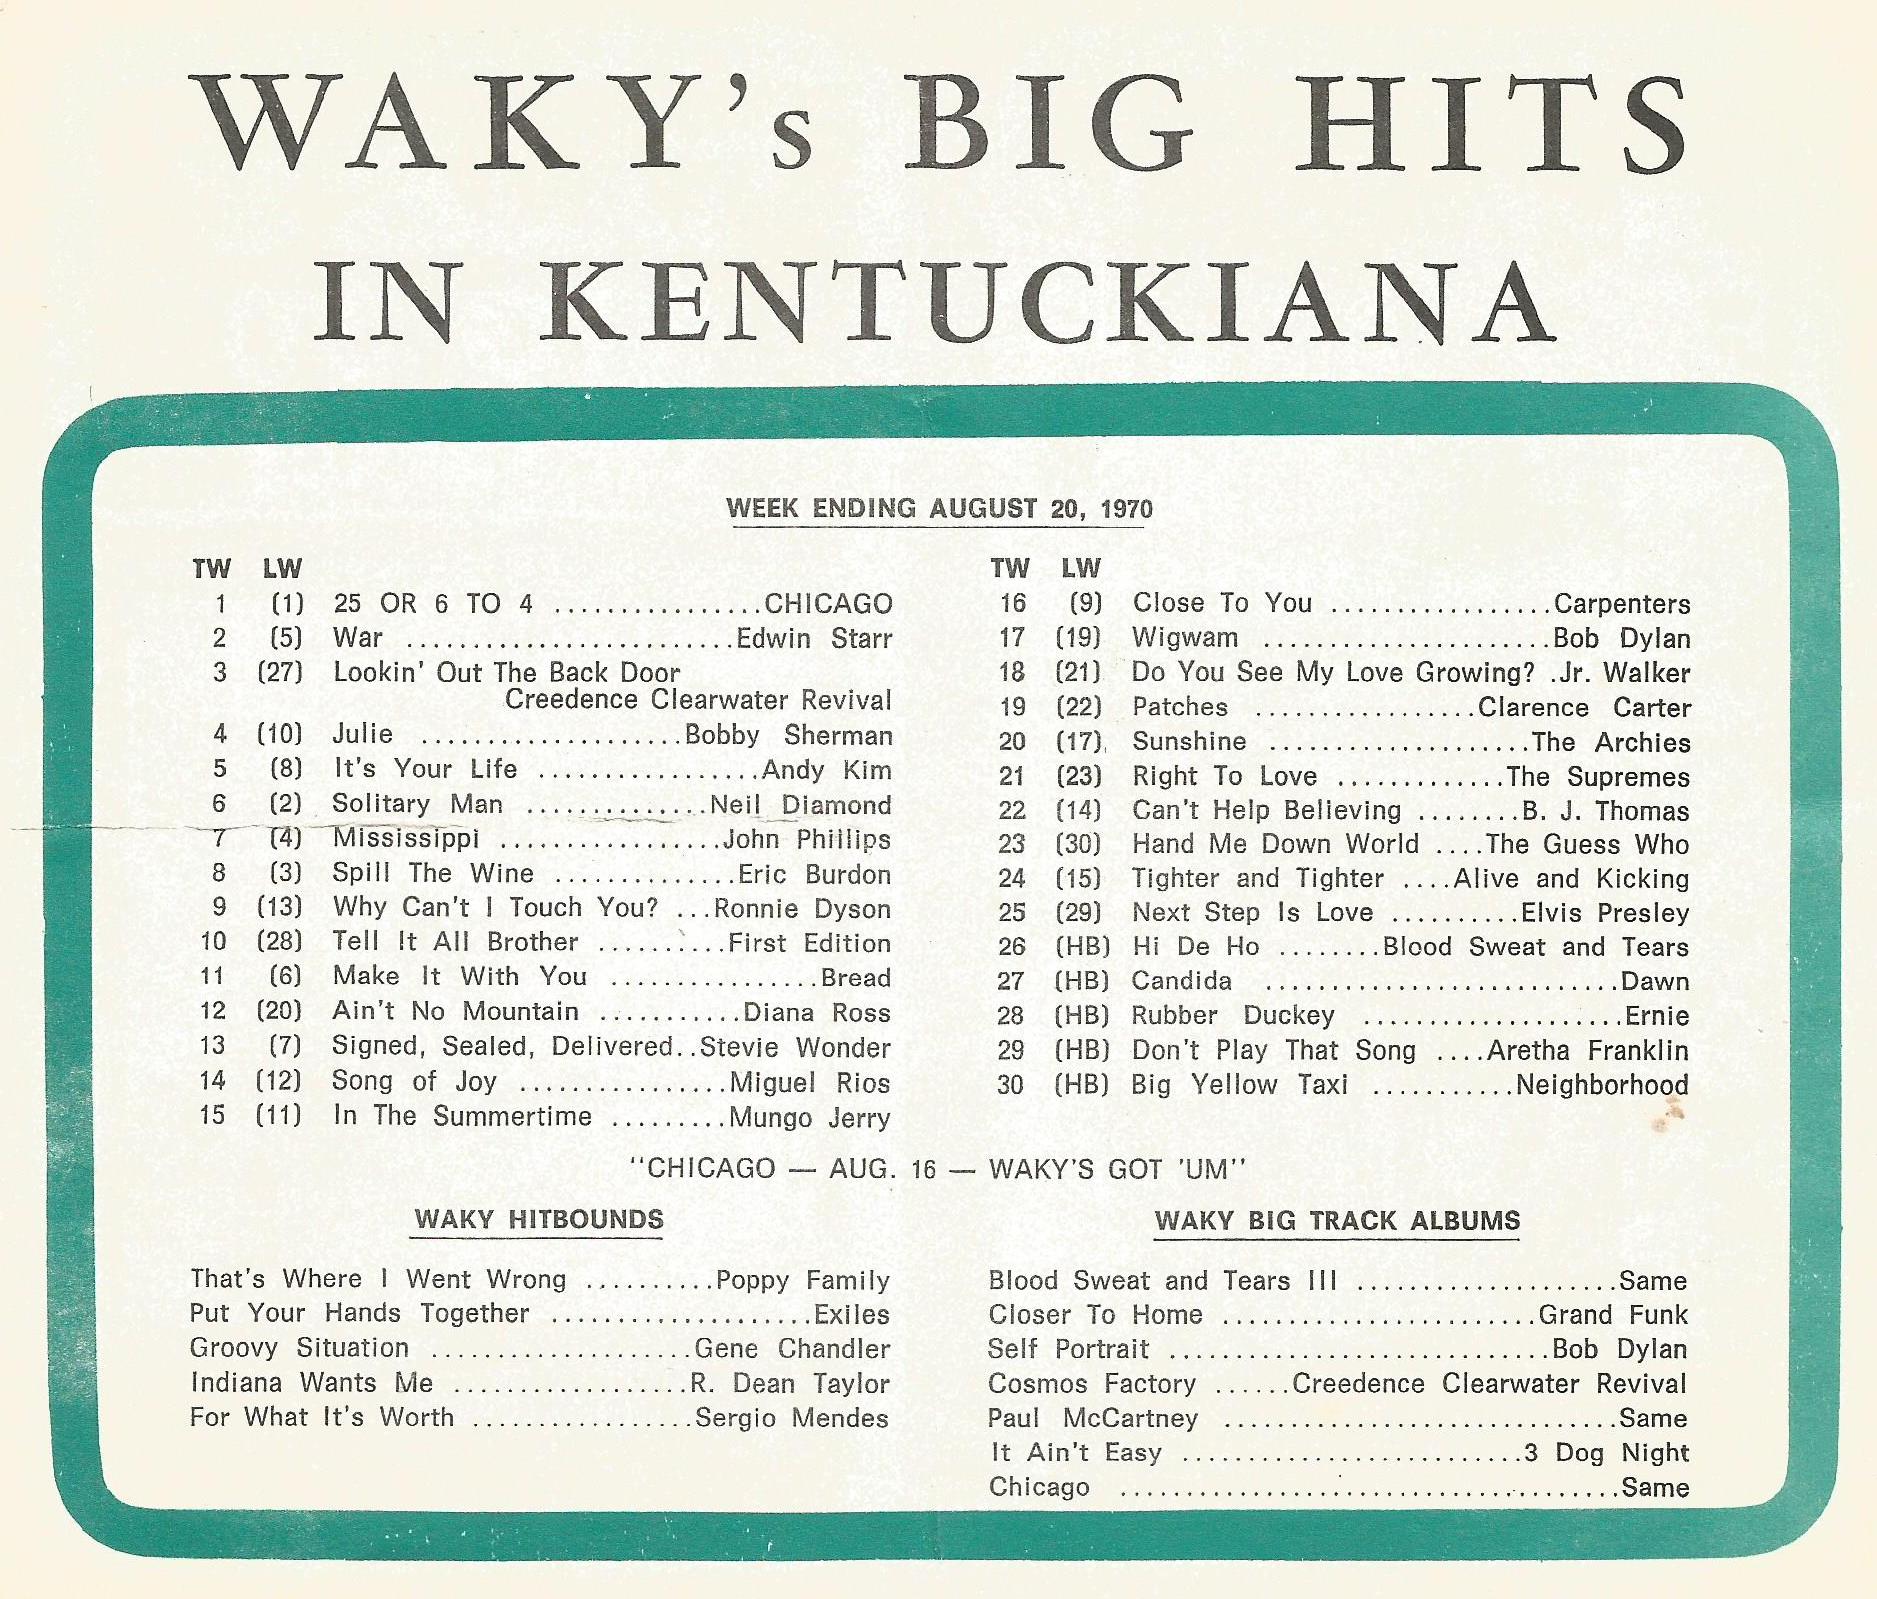 WAKY's BIG HITS
IN KENTUCKIANA
WEEK ENDING AUGUST 20, 1970
TW LW
1 (1) 25 OR 6 TO 4 ................CHICAGO
2 (5) War .........................Edwin Starr
3 (27) Lookin' Out The Back Door
Creedence Clearwater Revival
4 (10) Julie ....................Bobby Sherman
5 (8) It's Your Life .................Andy Kim
6 (2) Solitary Man ..............Neil Diamond
7 (4) Mississippi .................John Phillips
8 (3) Spill The Wine ..............Eric Burdon
9 (13) Why Can't I Touch You? ...Ronnie Dyson
10 (28) Tell It All Brother ..........First Edition
11 (6) Make It With You ................Bread
12 (20) Ain't No Mountain ...........Diana Ross
13 (7) Signed, Sealed, Delivered..Stevie Wonder
14 (12) Song of Joy ................Miguel Rios
15 (11) In The Summertime .........Mungo Jerry
TW LW
16 (9) Close To You .................Carpenters
17 (19) Wigwam ......................Bob Dylan
18 (21) Do You See My Love Growing? .Jr. Walker
19 (22) Patches .................Clarence Carter
20 (17) Sunshine ....................The Archies
21 (23) Right To Love .............The Supremes
22 (14) Can't Help Believing ........B. J. Thomas
23 (30) Hand Me Down World ....The Guess Who
24 (15) Tighter and Tighter ....Alive and Kicking
25 (29) Next Step Is Love ..........Elvis Presley
26 (HB) Hi De Ho ........Blood Sweat and Tears
27 (HB) Candida ...........................Dawn
28 (HB) Rubber Duckey ....................Ernie
29 (HB) Don't Play That Song ....Aretha Franklin
30 (HB) Big Yellow Taxi ...........Neighborhood
"CHICAGO — AUG. 16 — WAKY'S GOT 'UM"
WAKY HITBOUNDS
That's Where I Went Wrong ..........Poppy Family
Put Your Hands Together ....................Exiles
Groovy Situation ....................Gene Chandler
Indiana Wants Me ..................R. Dean Taylor
For What It's Worth .................Sergio Mendes
WAKY BIG TRACK ALBUMS
Blood Sweat and Tears III ....................Same
Closer To Home ........................Grand Funk
Self Portrait .............................Bob Dylan
Cosmos Factory ......Creedence Clearwater Revival
Paul McCartney ..............................Same
It Ain't Easy ..........................3 Dog Night
Chicago ......................................Same